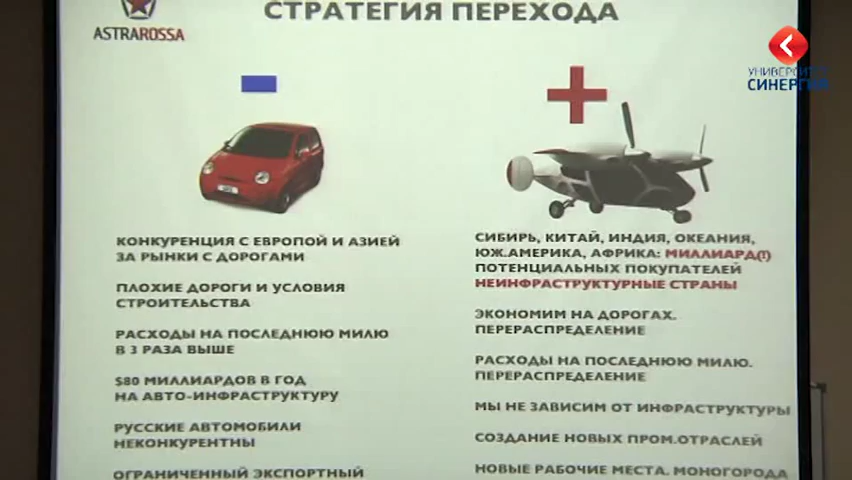 СТРАТЕГИЯ ПЕРЕХОДА
ASTRAROSSA
УНИВЕРСИТЕТ
СИНЕРГИЯ
КОНКУРЕНЦИЯ С ЕВРОПОЙ И АЗИЕЙ
ЗА РЫНКИ С ДОРОГАМИ
ПЛОХИЕ ДОРОГИ И УСЛОВИЯ
СТРОИТЕЛЬСТВА
РАСХОДЫ НА ПОСЛЕДНЮЮ МИЛЮ
В 3 РАЗА ВЫШЕ
$80 МИЛЛИАРДОВ В ГОД
НА АВТО-ИНФРАСТРУКТУРУ
РУССКИЕ АВТОМОБИЛИ
НЕКОНКУРЕНТНЫ
ОГРАНИЧЕННЫЙ ЭКСПОРТНЫЙ
СИБИРЬ, КИТАЙ, ИНДИЯ, ОКЕАНИЯ,
ЮЖ.АМЕРИКА, АФРИКА: МИЛЛИАРД(!)
ПОТЕНЦИАЛЬНЫХ ПОКУПАТЕЛЕЙ
НЕИНФРАСТРУКТУРНЫЕ СТРАНЫ
ЭКОНОМИМ НА ДОРОГАХ.
ПЕРЕРАСПРЕДЕЛЕНИЕ
РАСХОДЫ НА ПОСЛЕДНЮЮ МИЛЮ.
ПЕРЕРАСПРЕДЕЛЕНИЕ
МЫ НЕ ЗАВИСИМ ОТ ИНФРАСТРУКТУРЫ
СОЗДАНИЕ НОВЫХ ПРОМ.ОТРАСЛЕЙ
НОВЫЕ РАБОЧИЕ МЕСТА. МОНОГОРОДА